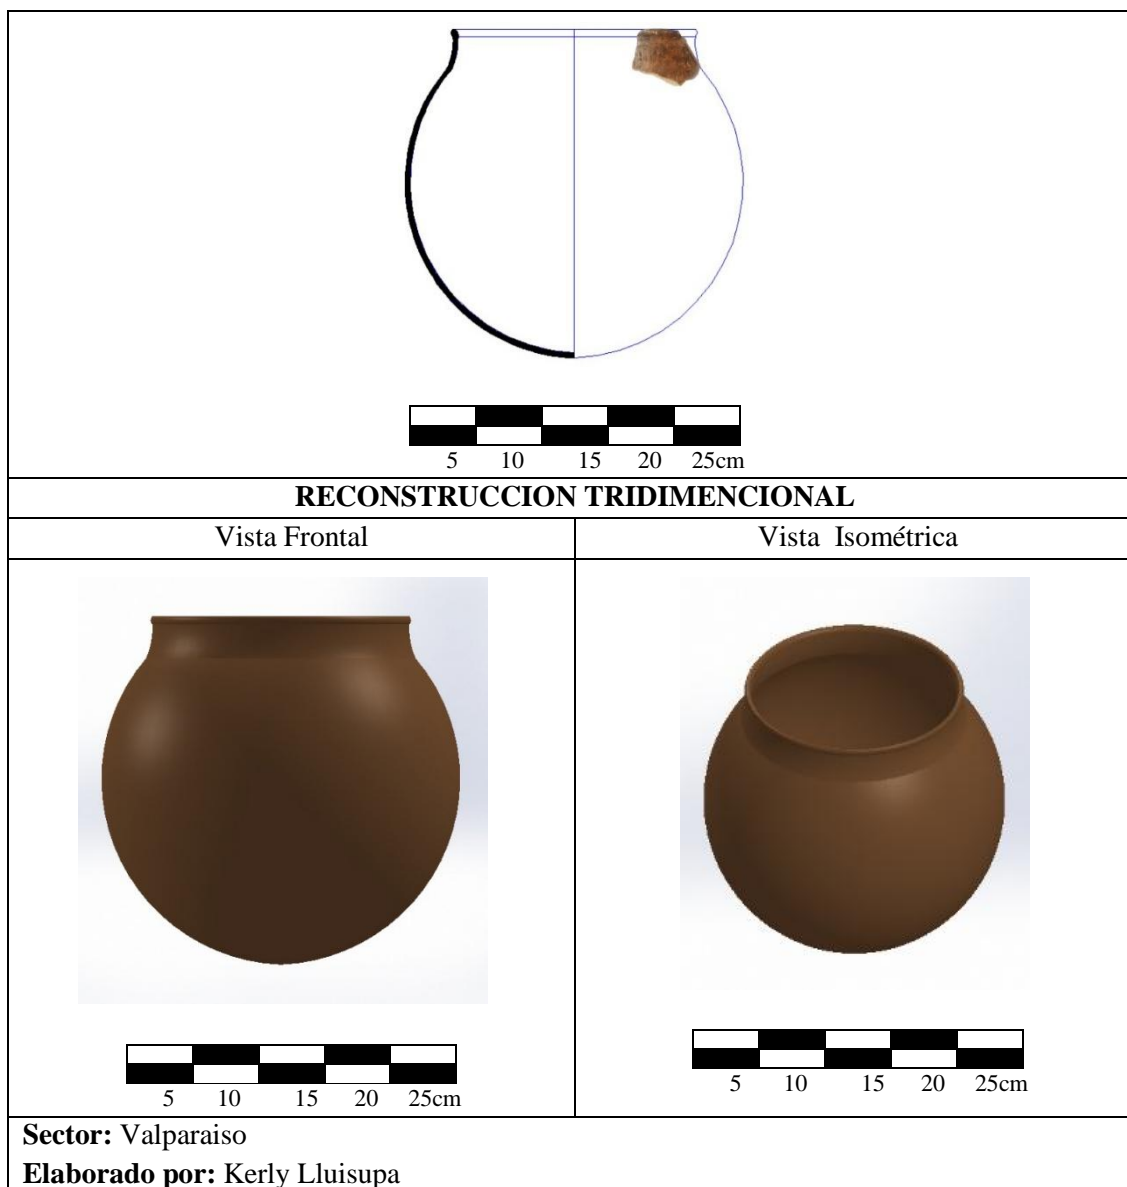 5 10 15 20 25cm
RECONSTRUCCION TRIDIMENCIONAL
Vista Frontal
Vista Isométrica
5 10 15 20 25cm
5 10 15 20 25cm
Sector: Valparaiso
Elaborado por: Kerly Lluisupa